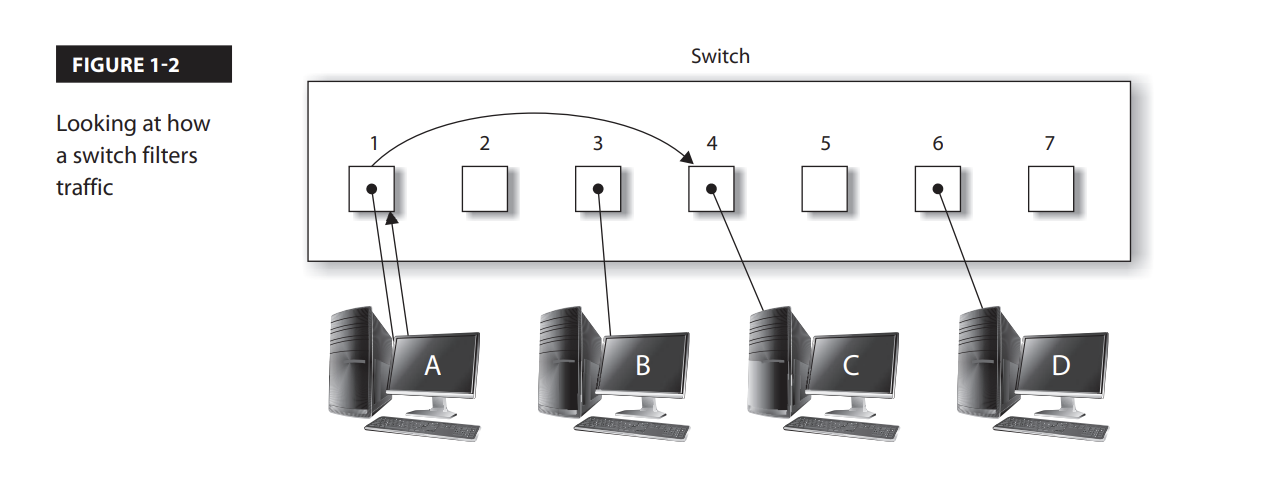 FIGURE 1-2
Looking at how
a switch filters
traffic
Switch
1 2 3 4 5 6 7
A B C D